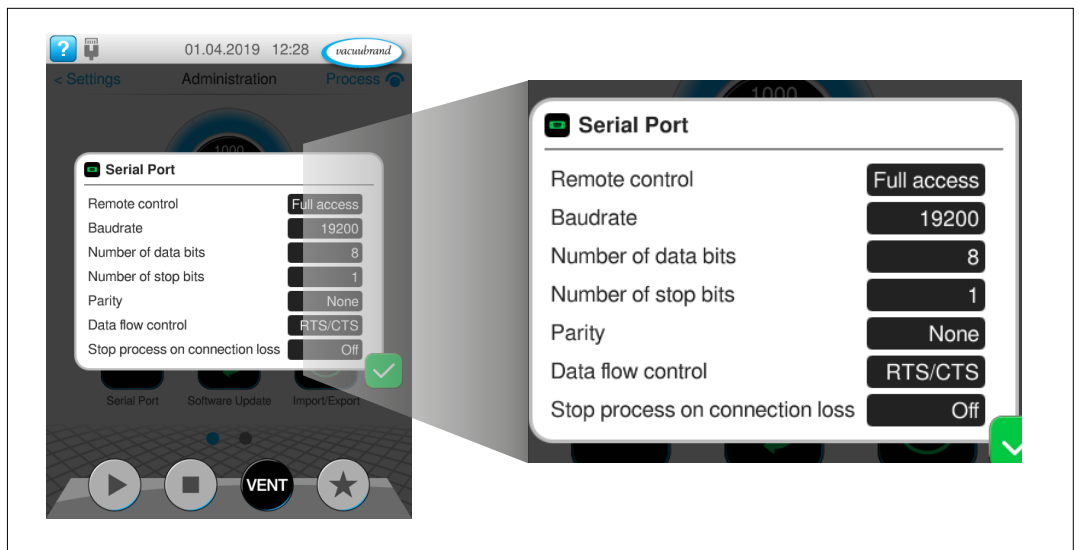 ?
01.04.2019 12:28
vacuubrand
< Settings Administration Process
1000
Serial Port
Remote control Full access
Baudrate 19200
Number of data bits 8
Number of stop bits 1
Parity None
Data flow control RTS/CTS
Stop process on connection loss Off
Serial Port Software Update Import/Export
VENT
1000
Serial Port
Remote control Full access
Baudrate 19200
Number of data bits 8
Number of stop bits 1
Parity None
Data flow control RTS/CTS
Stop process on connection loss Off